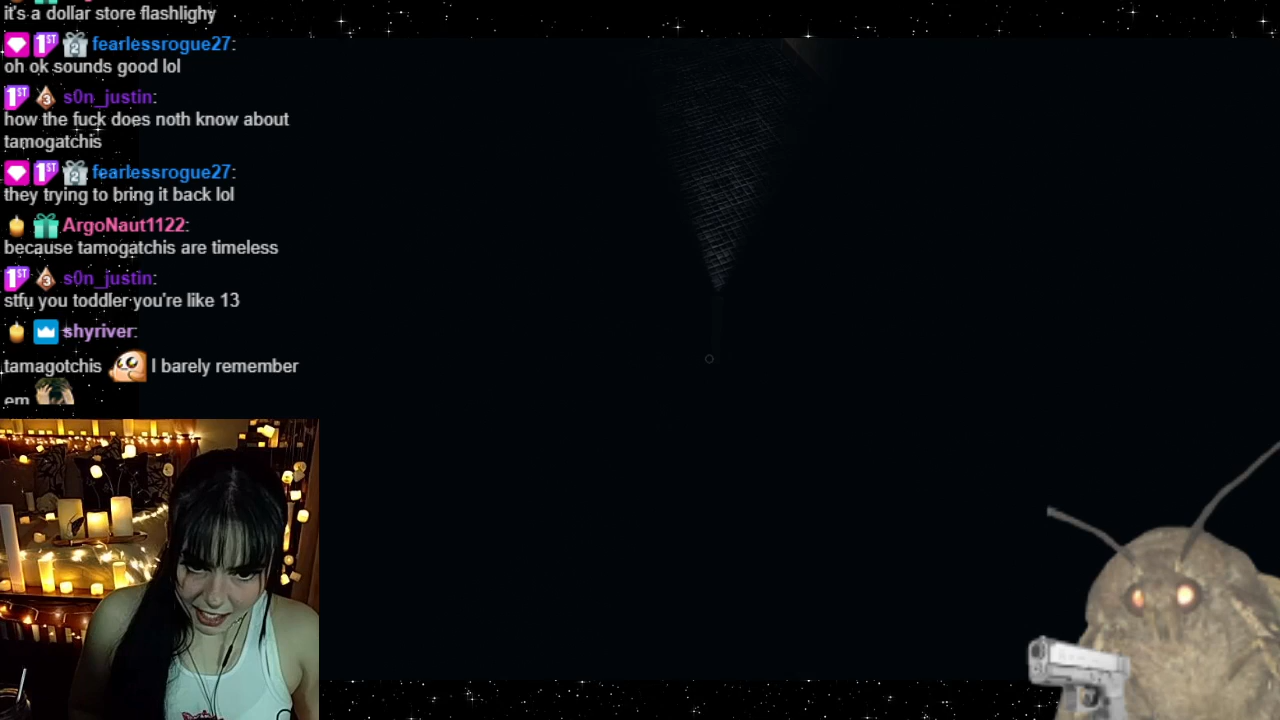 it's a dollar store flashlighy
fearlessrogue27:
oh ok sounds good lol
1ST s0n_justin:
how the fuck does noth know about
tamogatchis
fearlessrogue27:
they trying to bring it back lol
ArgoNaut1122:
because tamogatchis are timeless
1ST s0n_justin:
stfu you toddler you're like 13
shyriver:
tamagotchis I barely remember
em